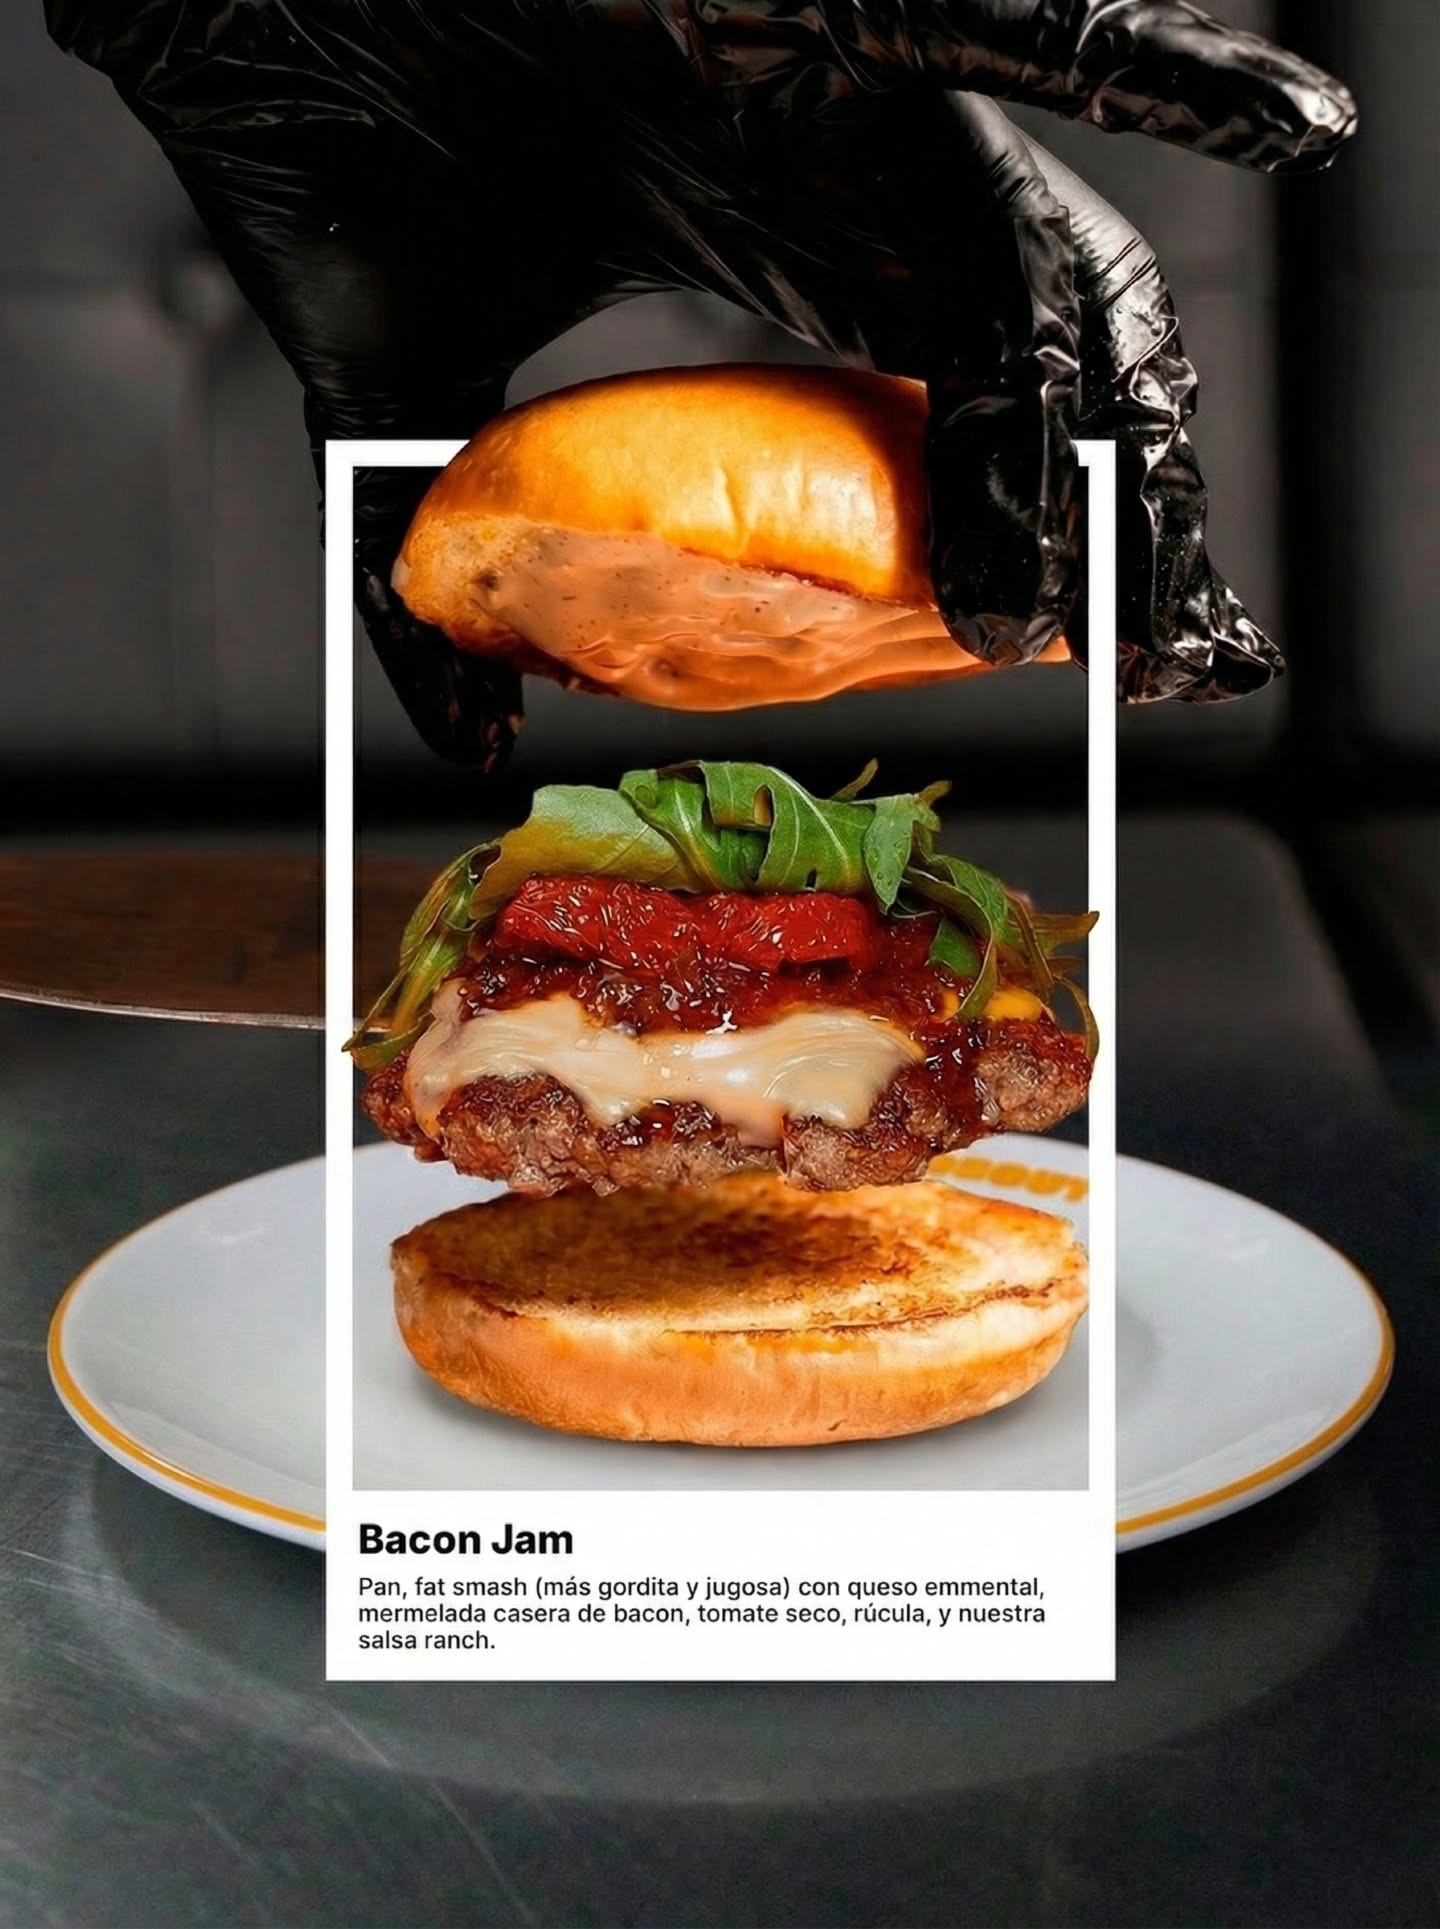 Bacon Jam
Pan, fat smash (más gordita y jugosa) con queso emmental,
mermelada casera de bacon, tomate seco, rúcula, y nuestra
salsa ranch.